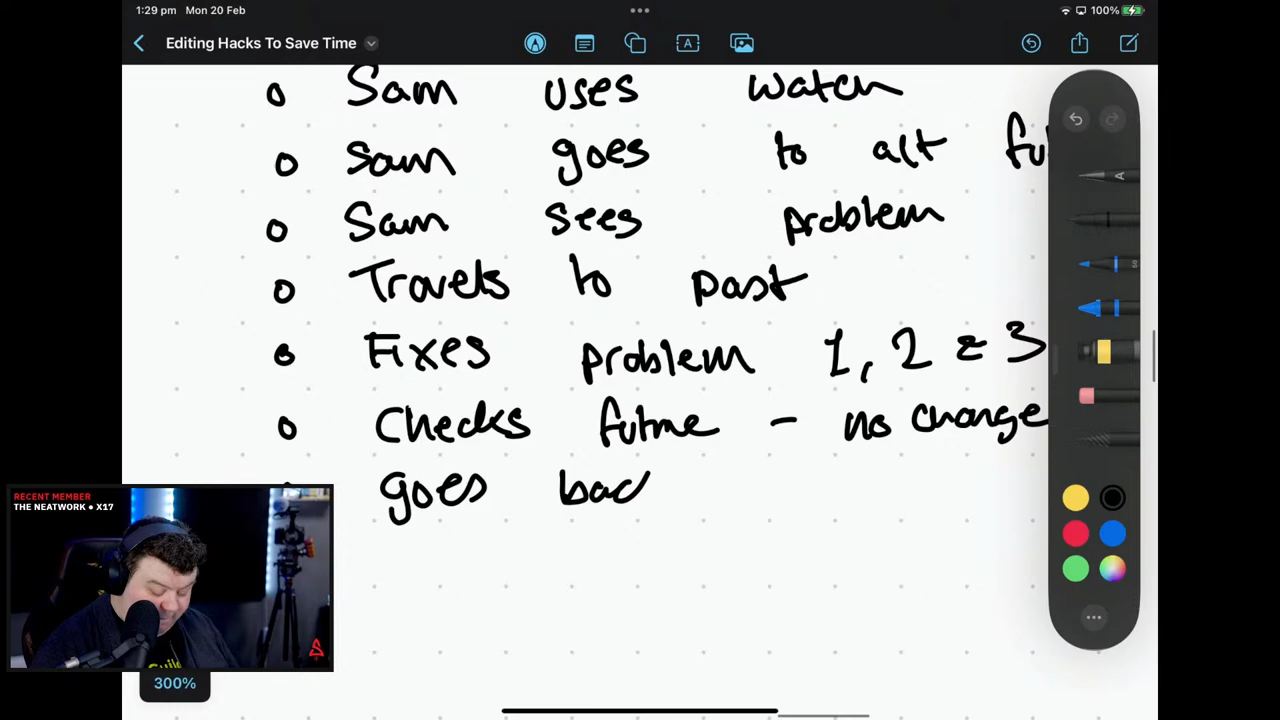 1:29 pm Mon 20 Feb
100%
Editing Hacks To Save Time
A
Sam uses watch
Sam goes to alt fu
Sam sees problem
Travels to past
Fixes problem 1, 2 & 3
Checks future - no change
goes bac
RECENT MEMBER
THE NEATWORK • X17
300%
A
50